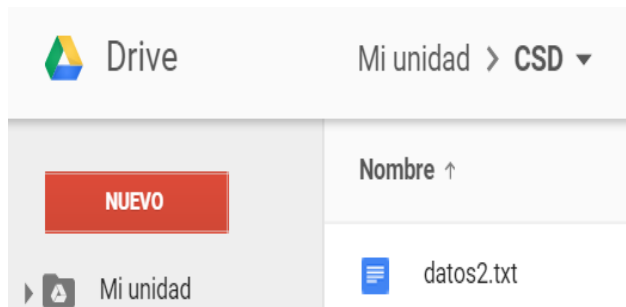 Drive
Mi unidad > CSD
NUEVO
Mi unidad
Nombre ↑
datos2.txt